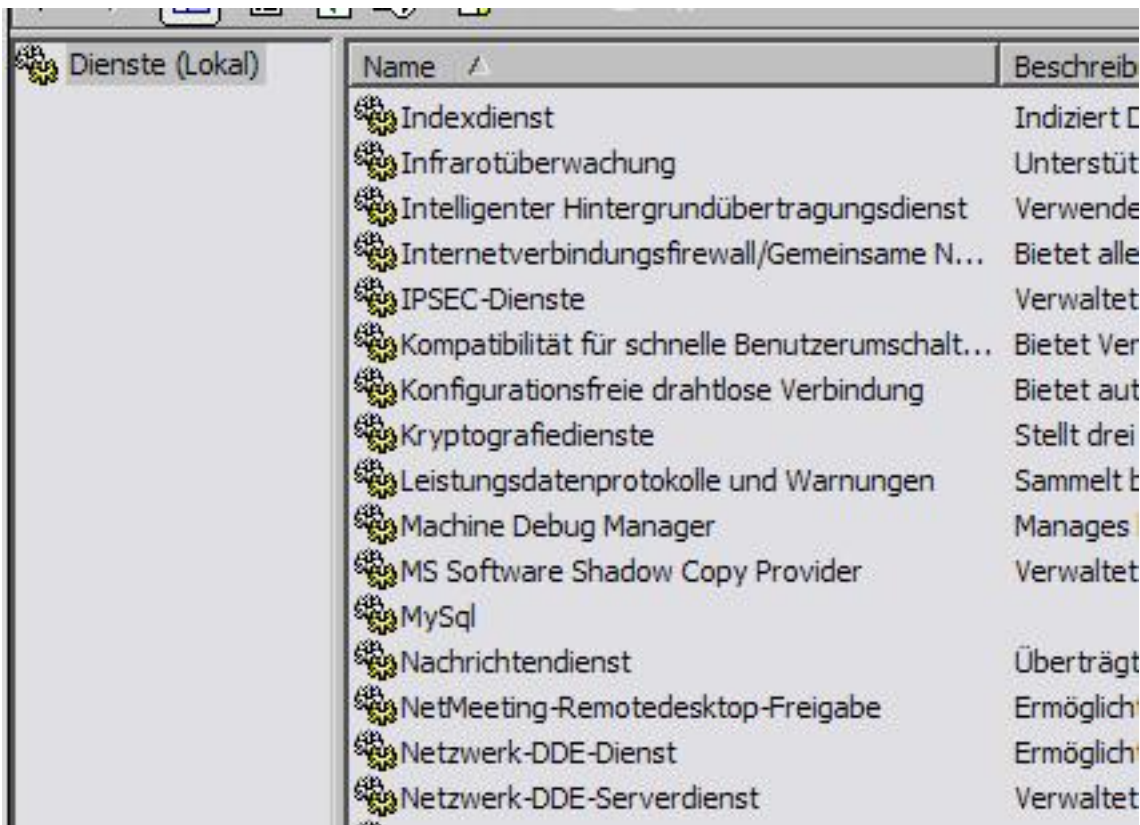 Dienste (Lokal)
Name Beschreib
Indexdienst Indiziert D
Infrarotüberwachung Unterstüt
Intelligenter Hintergrundübertragungsdienst Verwende
Internetverbindungsfirewall/Gemeinsame N... Bietet alle
IPSEC-Dienste Verwaltet
Kompatibilität für schnelle Benutzerumschalt... Bietet Ver
Konfigurationsfreie drahtlose Verbindung Bietet aut
Kryptografiedienste Stellt drei
Leistungsdatenprotokolle und Warnungen Sammelt b
Machine Debug Manager Manages
MS Software Shadow Copy Provider Verwaltet
MySql
Nachrichtendienst Überträgt
NetMeeting-Remotedesktop-Freigabe Ermöglicht
Netzwerk-DDE-Dienst Ermöglicht
Netzwerk-DDE-Serverdienst Verwaltet